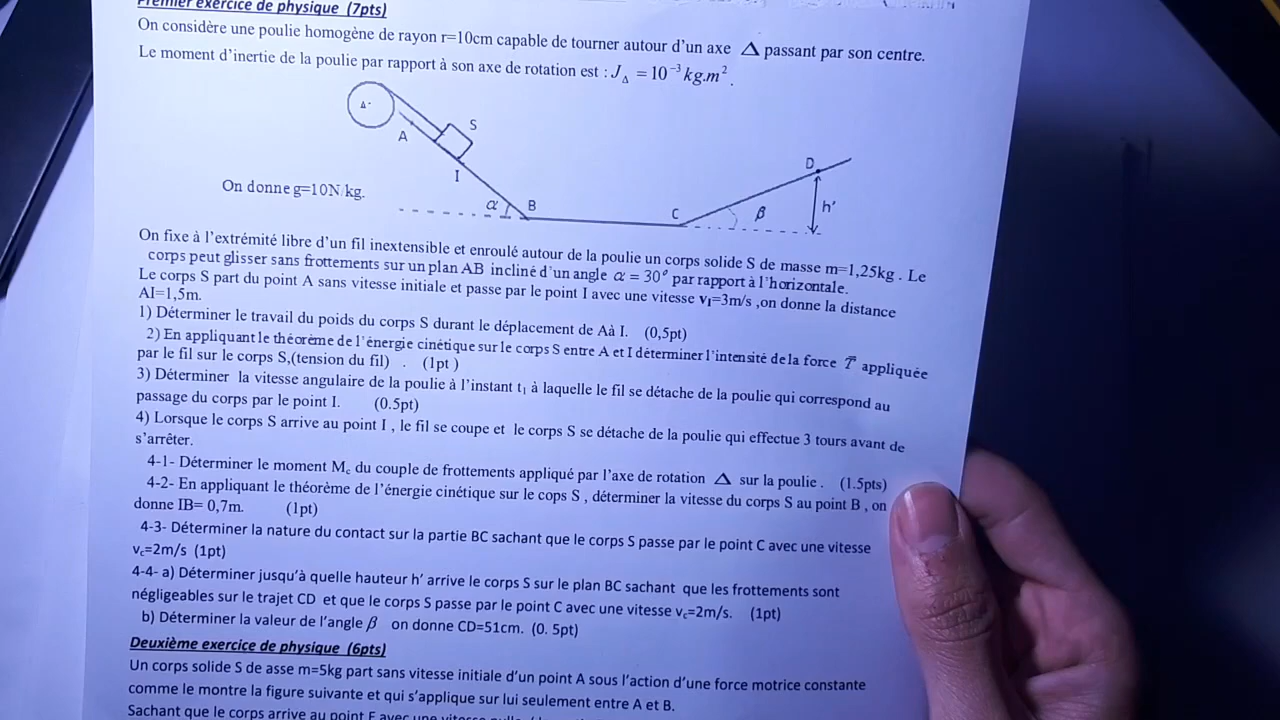 Premier exercice de physique (7pts)
On considère une poulie homogène de rayon r=10cm capable de tourner autour d'un axe Δ passant par son centre.
Le moment d'inertie de la poulie par rapport à son axe de rotation est : J_Δ = 10⁻³ kg.m².
Δ
S
A
I
D
On donne g=10N/kg.
α
B
C
β
h'
On fixe à l'extrémité libre d'un fil inextensible et enroulé autour de la poulie un corps solide S de masse m=1,25kg . Le
corps peut glisser sans frottements sur un plan AB incliné d'un angle α = 30° par rapport à l'horizontale.
Le corps S part du point A sans vitesse initiale et passe par le point I avec une vitesse v_I=3m/s ,on donne la distance
AI=1,5m.
1) Déterminer le travail du poids du corps S durant le déplacement de Aà I. (0,5pt)
2) En appliquant le théorème de l'énergie cinétique sur le corps S entre A et I déterminer l'intensité de la force T⃗ appliquée
par le fil sur le corps S,(tension du fil) . (1pt )
3) Déterminer la vitesse angulaire de la poulie à l'instant t₁ à laquelle le fil se détache de la poulie qui correspond au
passage du corps par le point I. (0.5pt)
4) Lorsque le corps S arrive au point I , le fil se coupe et le corps S se détache de la poulie qui effectue 3 tours avant de
s'arrêter.
4-1- Déterminer le moment M_c du couple de frottements appliqué par l'axe de rotation Δ sur la poulie . (1.5pts)
4-2- En appliquant le théorème de l'énergie cinétique sur le cops S , déterminer la vitesse du corps S au point B , on
donne IB= 0,7m. (1pt)
4-3- Déterminer la nature du contact sur la partie BC sachant que le corps S passe par le point C avec une vitesse
v_c=2m/s (1pt)
4-4- a) Déterminer jusqu'à quelle hauteur h' arrive le corps S sur le plan BC sachant que les frottements sont
négligeables sur le trajet CD et que le corps S passe par le point C avec une vitesse v_c=2m/s. (1pt)
b) Déterminer la valeur de l'angle β on donne CD=51cm. (0. 5pt)
Deuxième exercice de physique (6pts)
Un corps solide S de asse m=5kg part sans vitesse initiale d'un point A sous l'action d'une force motrice constante
comme le montre la figure suivante et qui s'applique sur lui seulement entre A et B.
Sachant que le corps arrive au point F avec une